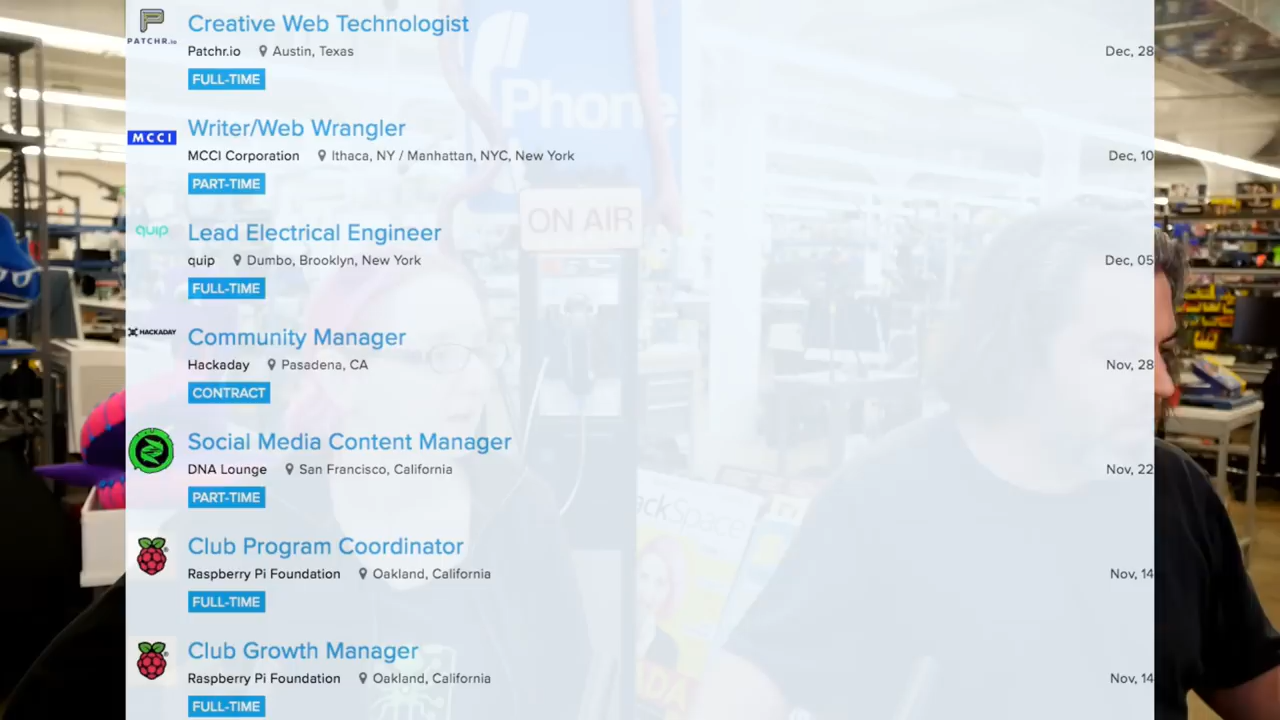 PATCHR.io
Creative Web Technologist
Patchr.io Austin, Texas Dec, 28
FULL-TIME
MCCI
Writer/Web Wrangler
MCCI Corporation Ithaca, NY / Manhattan, NYC, New York Dec, 10
PART-TIME
quip
Lead Electrical Engineer
quip Dumbo, Brooklyn, New York Dec, 05
FULL-TIME
HACKADAY
Community Manager
Hackaday Pasadena, CA Nov, 28
CONTRACT
Social Media Content Manager
DNA Lounge San Francisco, California Nov, 22
PART-TIME
Club Program Coordinator
Raspberry Pi Foundation Oakland, California Nov, 14
FULL-TIME
Club Growth Manager
Raspberry Pi Foundation Oakland, California Nov, 14
FULL-TIME
Phone
ON AIR
ackSpace